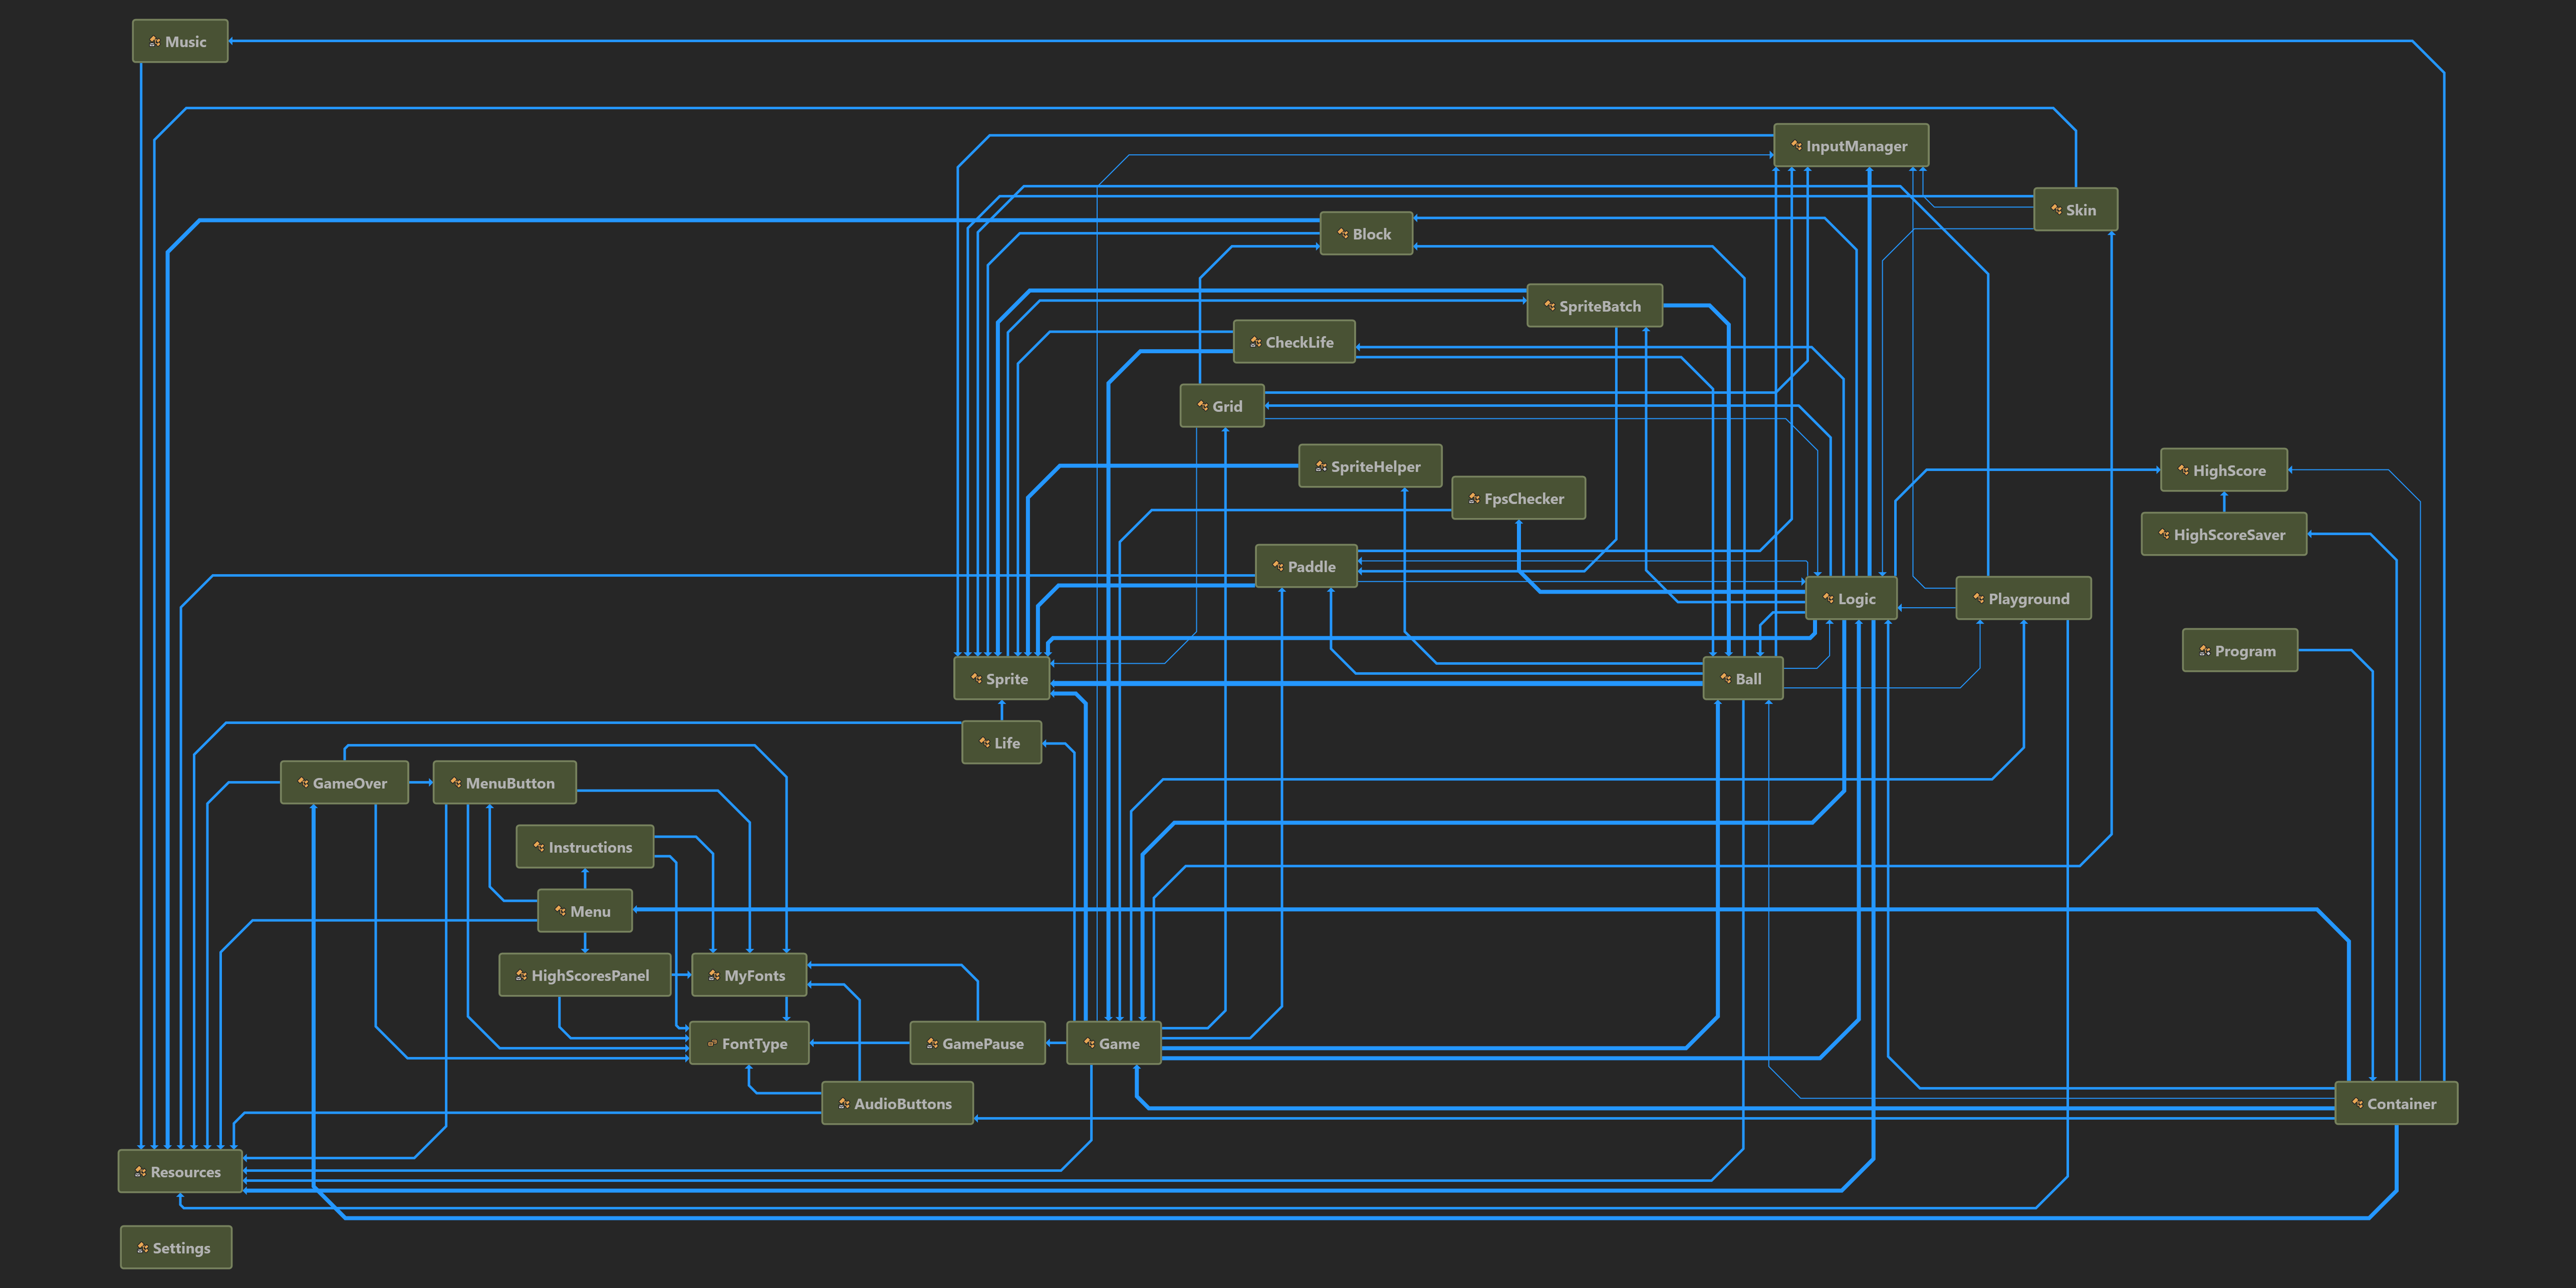 Music
InputManager
Skin
Block
SpriteBatch
CheckLife
Grid
SpriteHelper
HighScore
FpsChecker
HighScoreSaver
Paddle
Logic
Playground
Program
Sprite
Ball
Life
GameOver
MenuButton
Instructions
Menu
HighScoresPanel
MyFonts
FontType
GamePause
Game
AudioButtons
Container
Resources
Settings